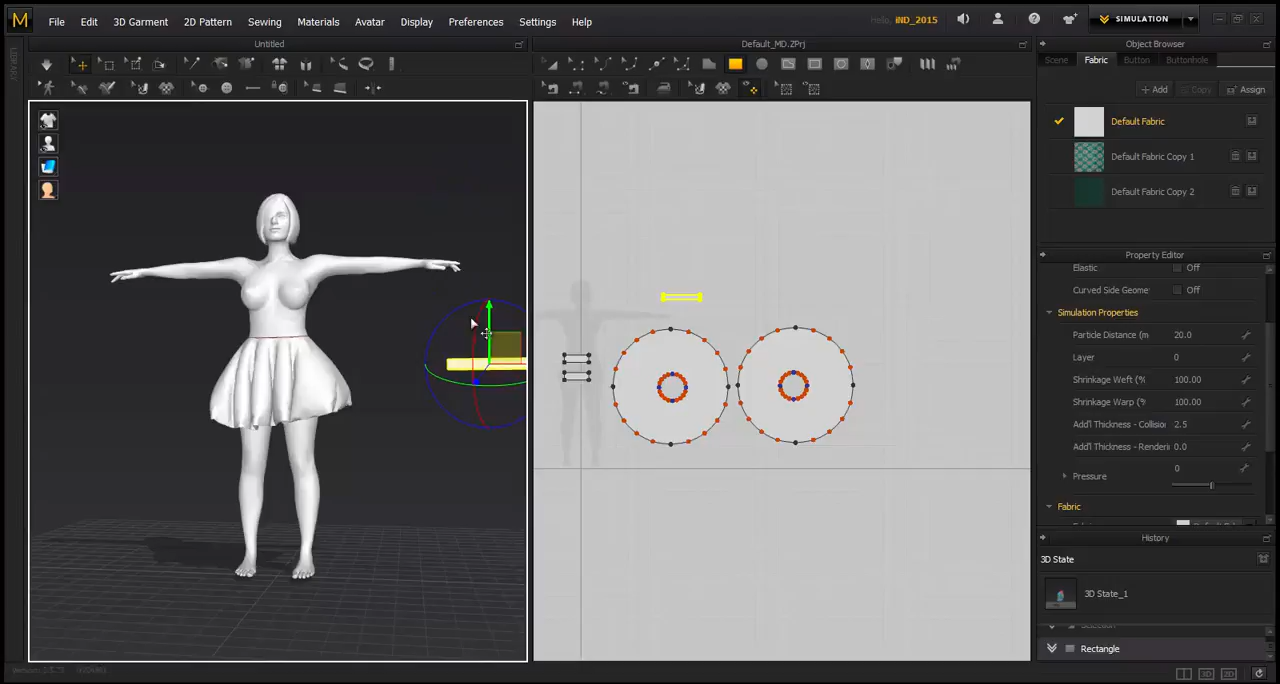 M File Edit 3D Garment 2D Pattern Sewing Materials Avatar Display Preferences Settings Help Hello, iND_2015 SIMULATION
LIBRARY
Untitled
Default_MD.ZPrj
Object Browser
Scene Fabric Button Buttonhole
+ Add Copy Assign
Default Fabric
Default Fabric Copy 1
Default Fabric Copy 2
Property Editor
Elastic Off
Curved Side Geome Off
Simulation Properties
Particle Distance (m 20.0
Layer 0
Shrinkage Weft (% 100.00
Shrinkage Warp (% 100.00
Add'l Thickness - Collisio 2.5
Add'l Thickness - Renderi 0.0
Pressure 0
Fabric
History
3D State
3D State_1
Rectangle
3D 2D